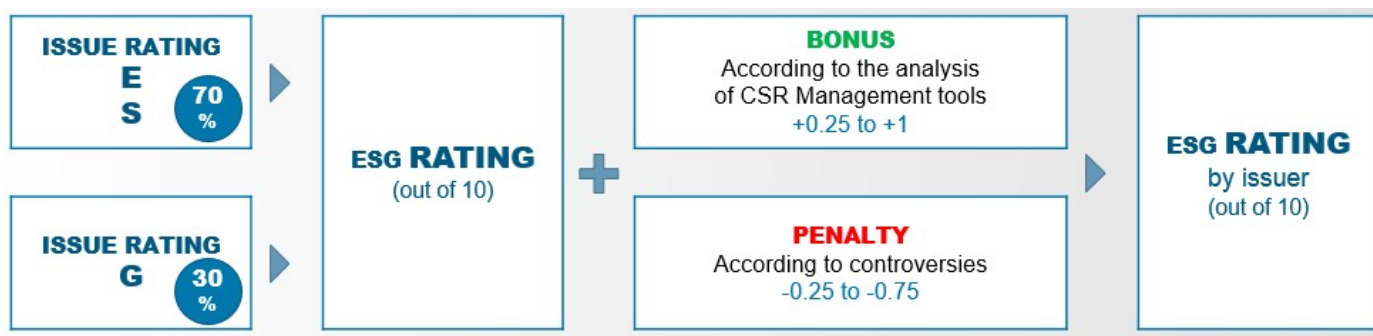 ISSUE RATING
E
S
70
%
ISSUE RATING
G
30
%
ESG RATING
(out of 10)
BONUS
According to the analysis
of CSR Management tools
+0.25 to +1
PENALTY
According to controversies
-0.25 to -0.75
ESG RATING
by issuer
(out of 10)